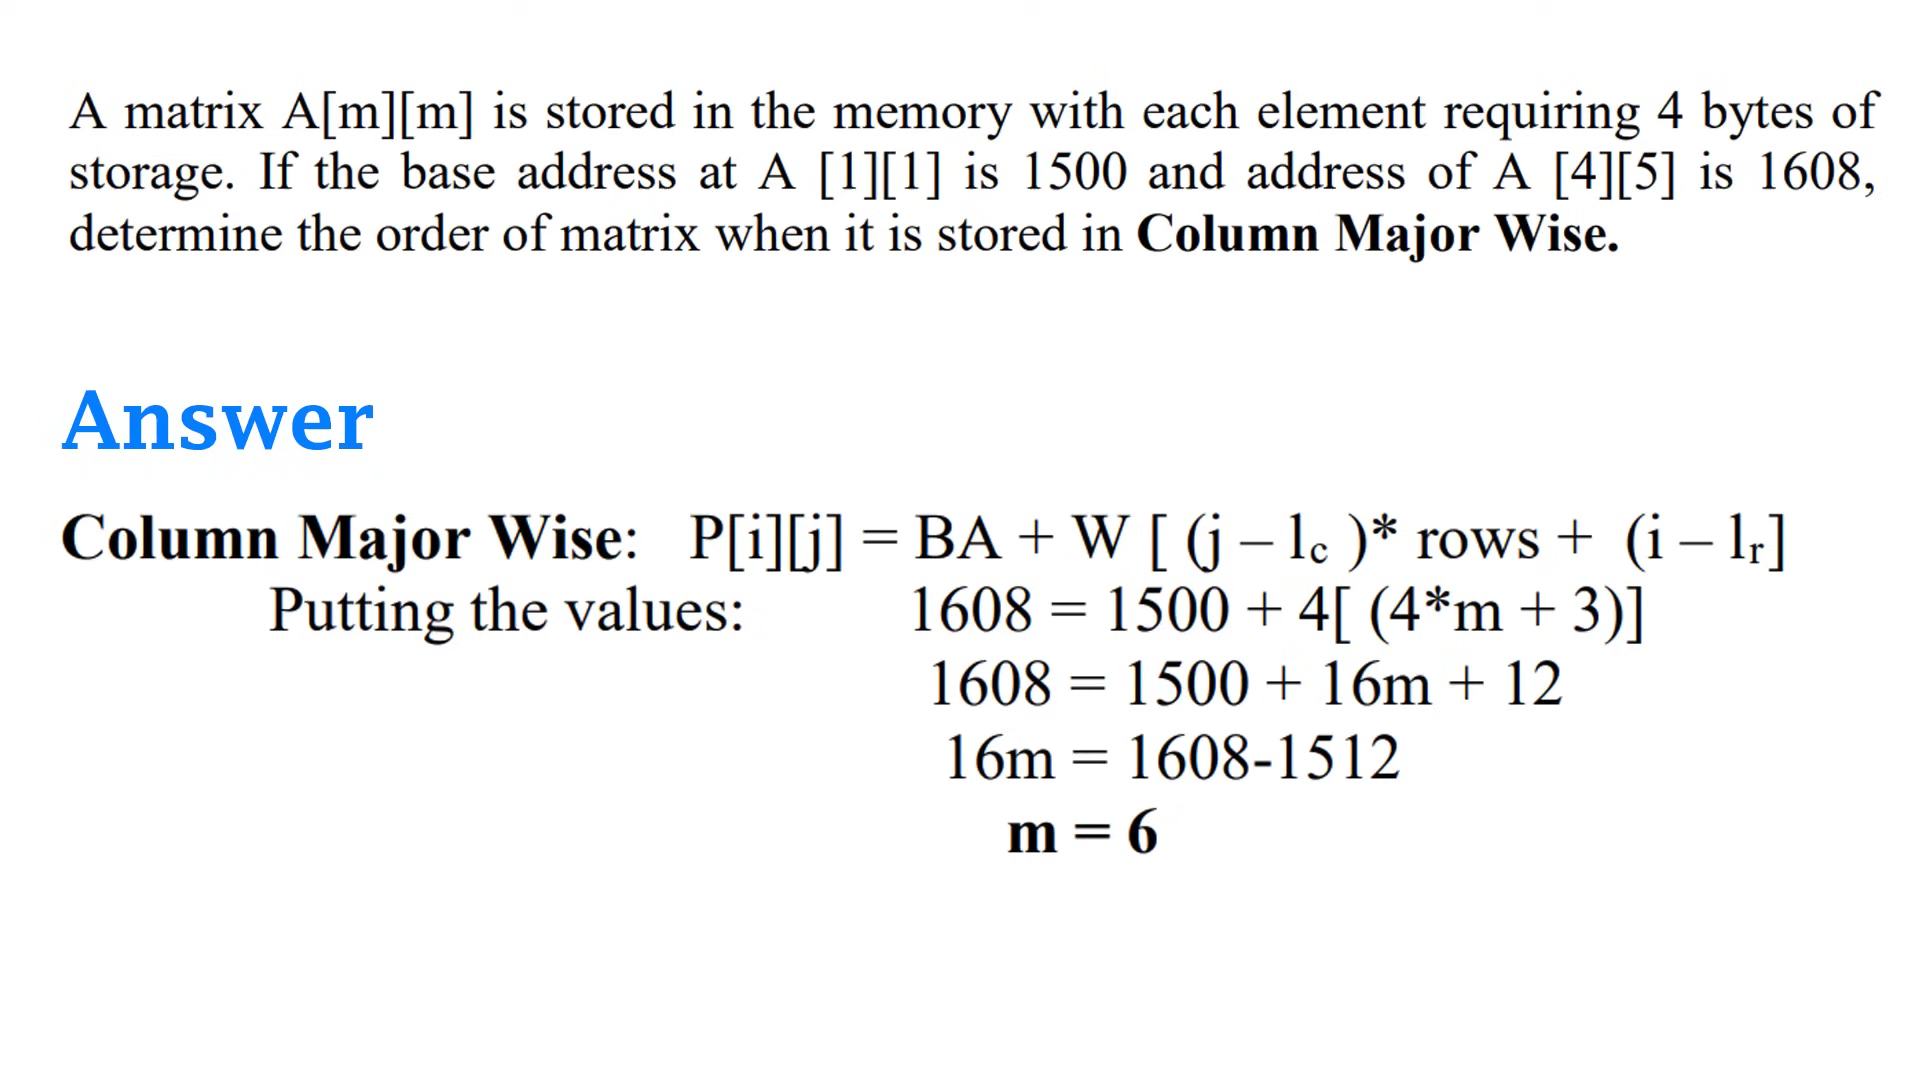 A matrix A[m][m] is stored in the memory with each element requiring 4 bytes of
storage. If the base address at A [1][1] is 1500 and address of A [4][5] is 1608,
determine the order of matrix when it is stored in Column Major Wise.
Answer
Column Major Wise: P[i][j] = BA + W [ (j – lc )* rows + (i – lr]
Putting the values: 1608 = 1500 + 4[ (4*m + 3)]
1608 = 1500 + 16m + 12
16m = 1608-1512
m = 6